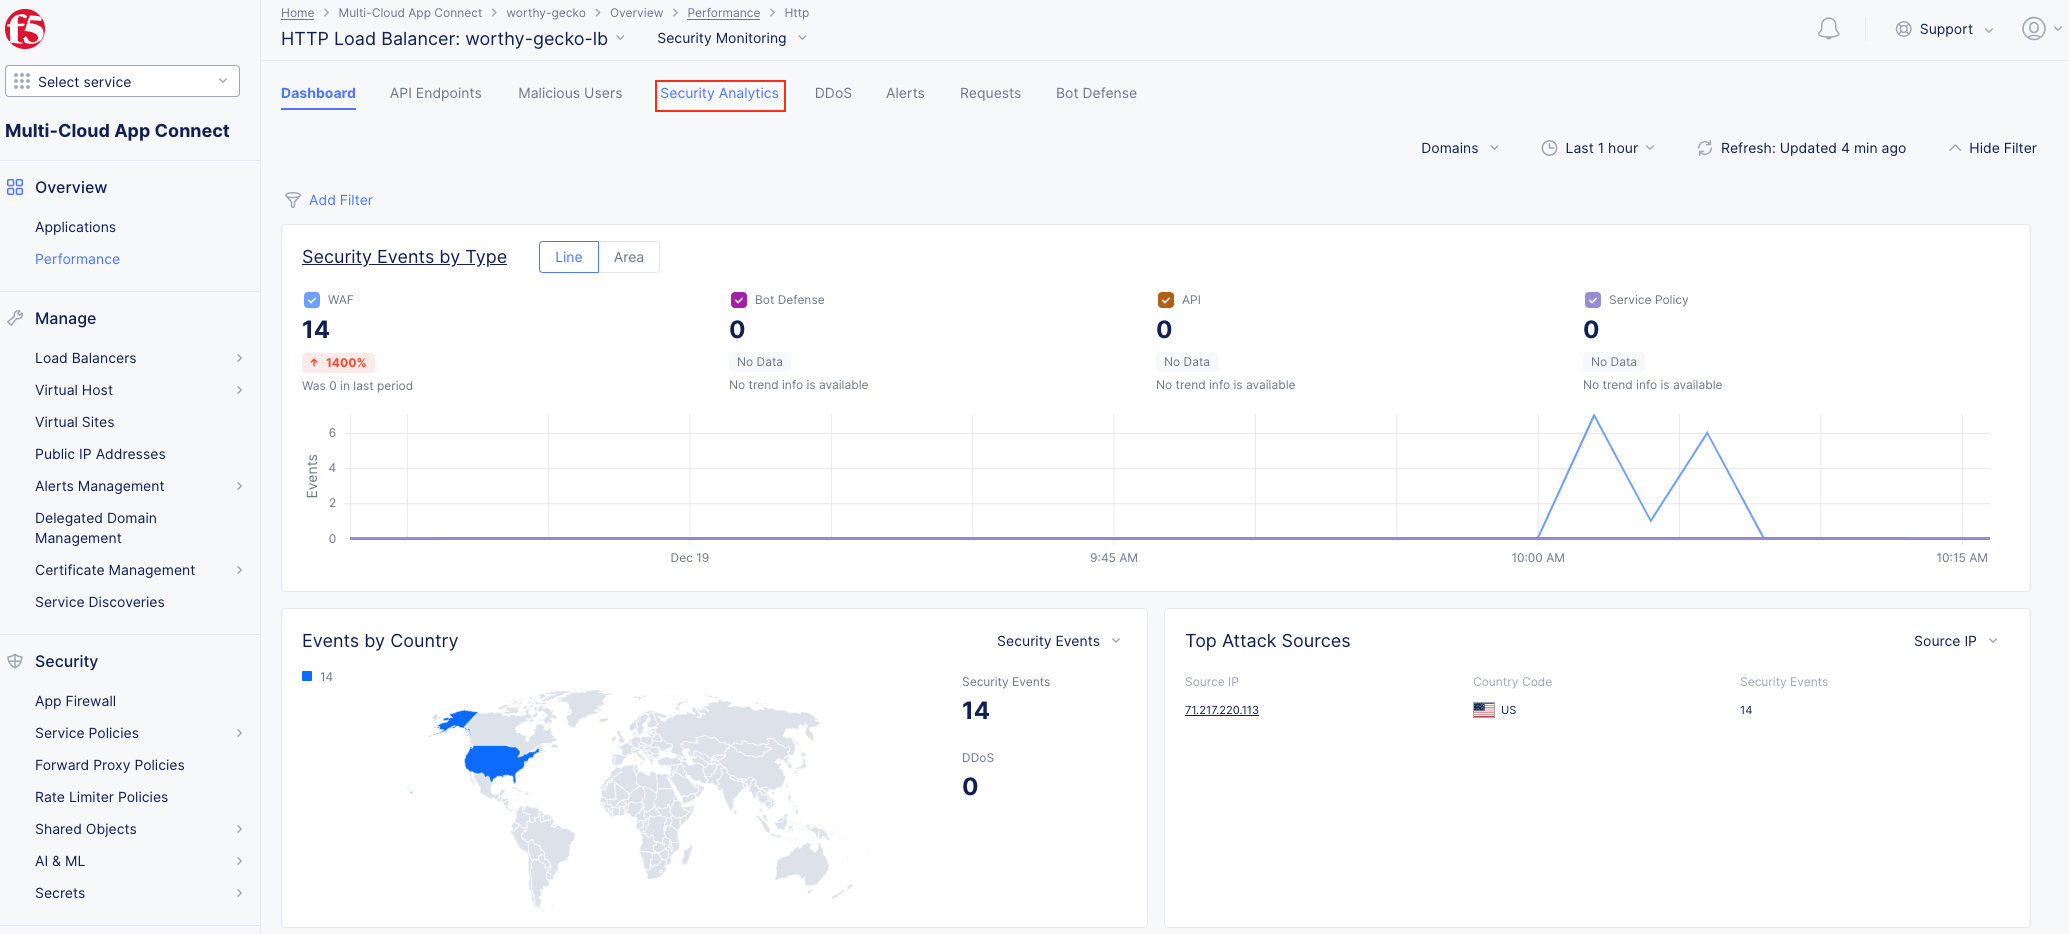 f5
Select service
Multi-Cloud App Connect
Overview
Applications
Performance
Manage
Load Balancers
Virtual Host
Virtual Sites
Public IP Addresses
Alerts Management
Delegated Domain
Management
Certificate Management
Service Discoveries
Security
App Firewall
Service Policies
Forward Proxy Policies
Rate Limiter Policies
Shared Objects
AI & ML
Secrets
Home > Multi-Cloud App Connect > worthy-gecko > Overview > Performance > Http
HTTP Load Balancer: worthy-gecko-lb Security Monitoring
Support
Dashboard API Endpoints Malicious Users Security Analytics DDoS Alerts Requests Bot Defense
Domains Last 1 hour Refresh: Updated 4 min ago Hide Filter
Add Filter
Security Events by Type Line Area
WAF
14
↑ 1400%
Was 0 in last period
Bot Defense
0
No Data
No trend info is available
API
0
No Data
No trend info is available
Service Policy
0
No Data
No trend info is available
Events
6
4
2
0
Dec 19 9:45 AM 10:00 AM 10:15 AM
Events by Country Security Events
14
Security Events
14
DDoS
0
Top Attack Sources Source IP
Source IP Country Code Security Events
71.217.220.113 US 14